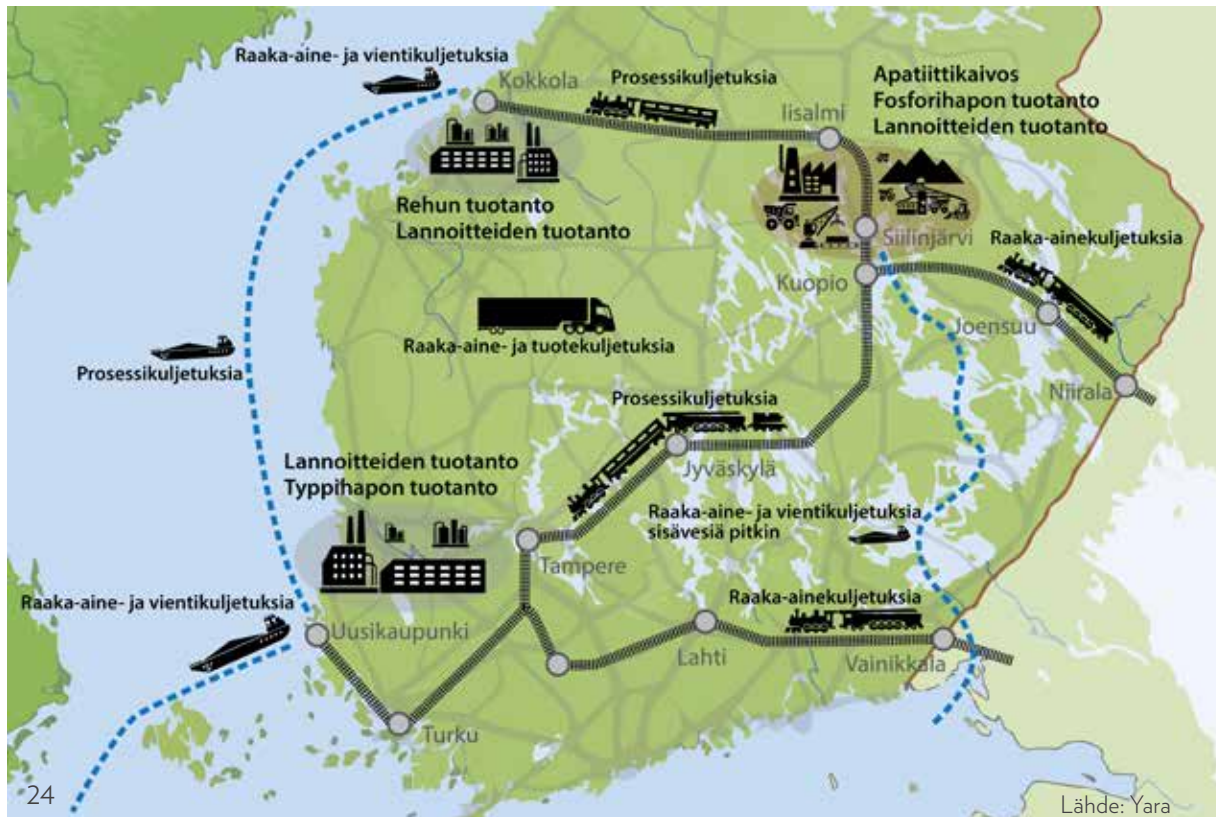 Raaka-aine- ja vientikuljetuksia
Kokkola
Prosessikuljetuksia
Iisalmi
Apatiittikaivos
Fosforihapon tuotanto
Lannoitteiden tuotanto
Rehun tuotanto
Lannoitteiden tuotanto
Siilinjärvi
Raaka-ainekuljetuksia
Kuopio
Joensuu
Niirala
Raaka-aine- ja tuotekuljetuksia
Prosessikuljetuksia
Prosessikuljetuksia
Jyväskylä
Lannoitteiden tuotanto
Typpihapon tuotanto
Raaka-aine- ja vientikuljetuksia
sisävesiä pitkin
Tampere
Raaka-aine- ja vientikuljetuksia
Uusikaupunki
Raaka-ainekuljetuksia
Lahti
Vainikkala
Turku
24
Lähde: Yara